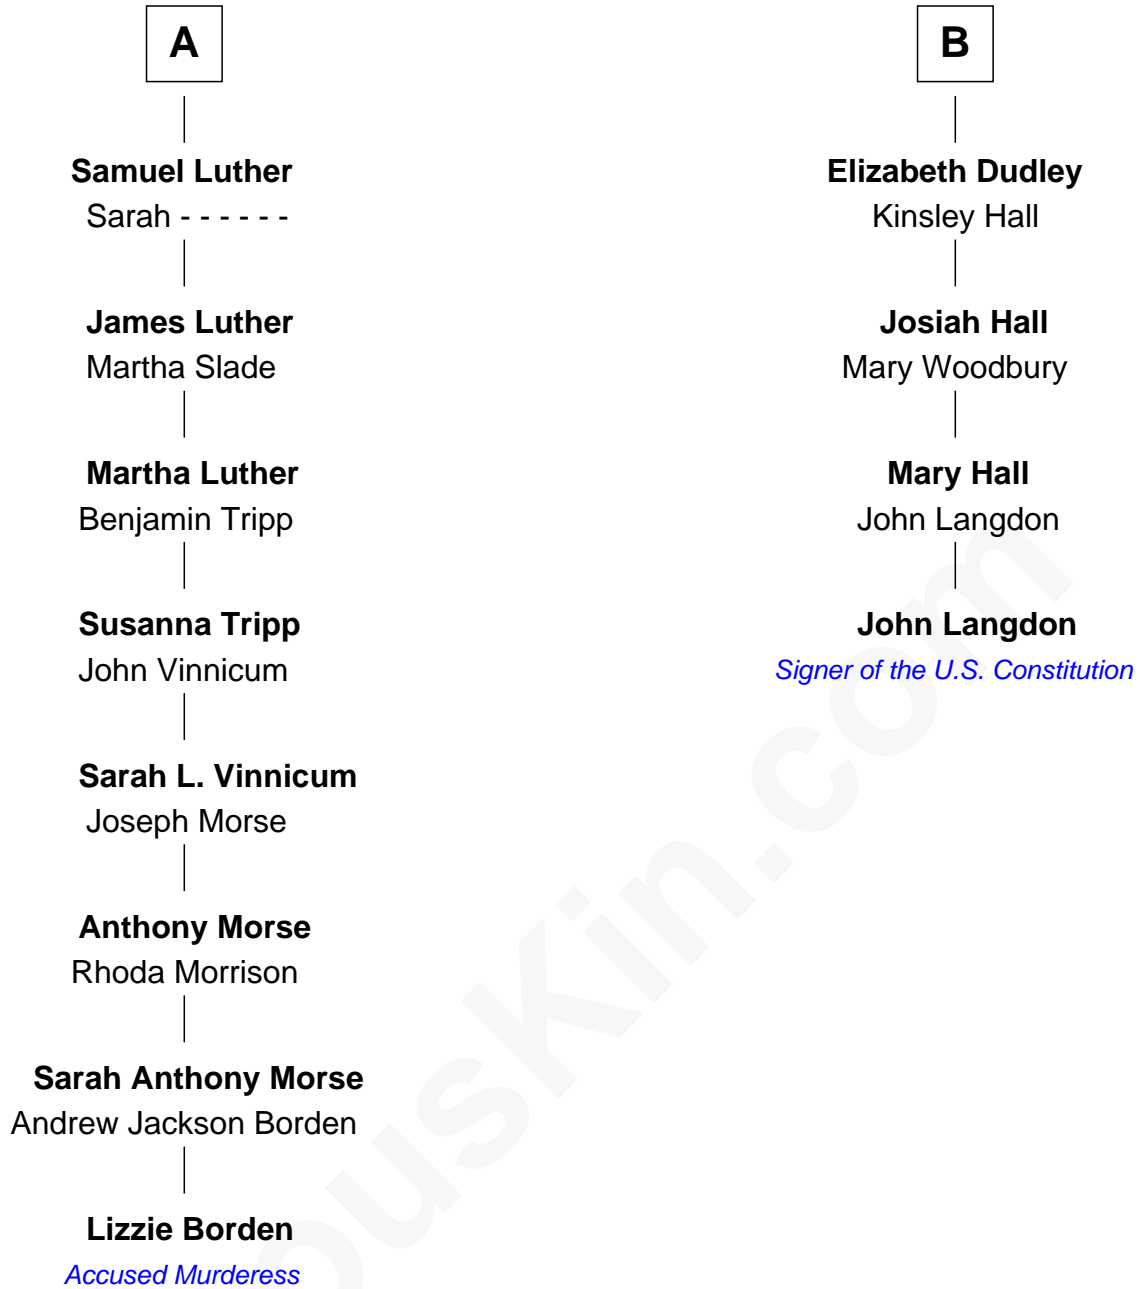 A
Samuel Luther
Sarah - - - - - -
James Luther
Martha Slade
Martha Luther
Benjamin Tripp
Susanna Tripp
John Vinnicum
Sarah L. Vinnicum
Joseph Morse
Anthony Morse
Rhoda Morrison
Sarah Anthony Morse
Andrew Jackson Borden
Lizzie Borden
Accused Murderess
B
Elizabeth Dudley
Kinsley Hall
Josiah Hall
Mary Woodbury
Mary Hall
John Langdon
John Langdon
Signer of the U.S. Constitution
ousKin.com